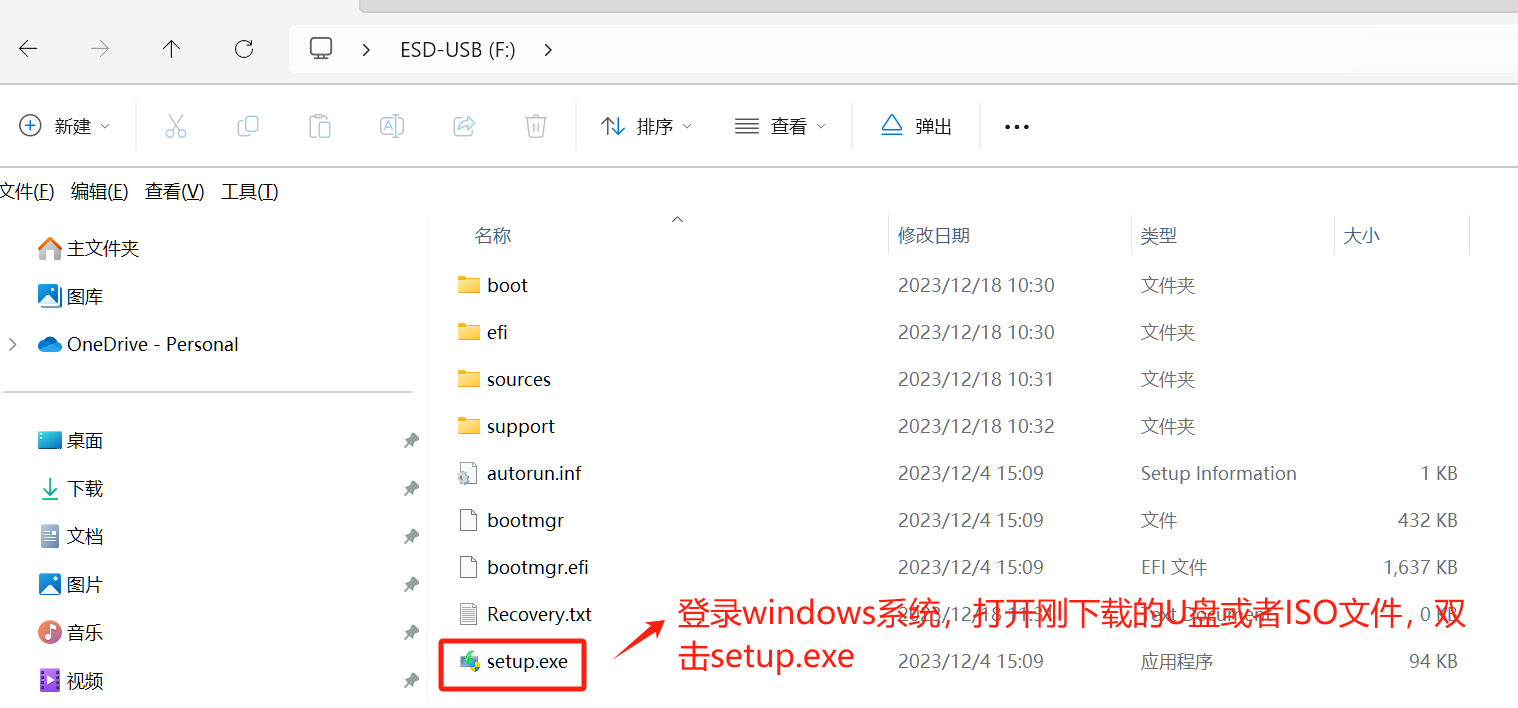 ESD-USB (F:)
新建
排序
查看
弹出
文件(F) 编辑(E) 查看(V) 工具(T)
主文件夹
图库
OneDrive - Personal
桌面
下载
文档
图片
音乐
视频
名称 修改日期 类型 大小
boot 2023/12/18 10:30 文件夹
efi 2023/12/18 10:30 文件夹
sources 2023/12/18 10:31 文件夹
support 2023/12/18 10:32 文件夹
autorun.inf 2023/12/4 15:09 Setup Information 1 KB
bootmgr 2023/12/4 15:09 文件 432 KB
bootmgr.efi 2023/12/4 15:09 EFI 文件 1,637 KB
Recovery.txt 2023/12/18 11:31 Text Document 0 KB
setup.exe 2023/12/4 15:09 应用程序 94 KB
登录windows系统，打开刚下载的U盘或者ISO文件，双
击setup.exe